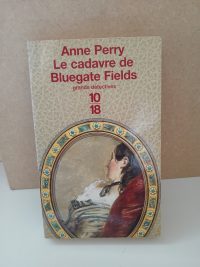 Anne Perry
Le cadavre de
Bluegate Fields
grands détectives
10
18